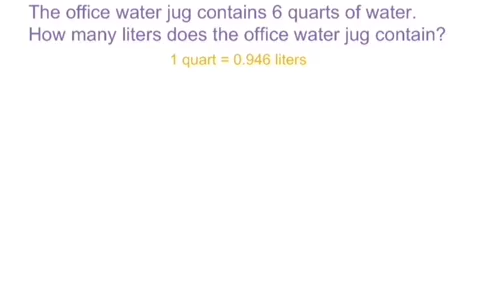 The office water jug contains 6 quarts of water.
How many liters does the office water jug contain?
1 quart = 0.946 liters